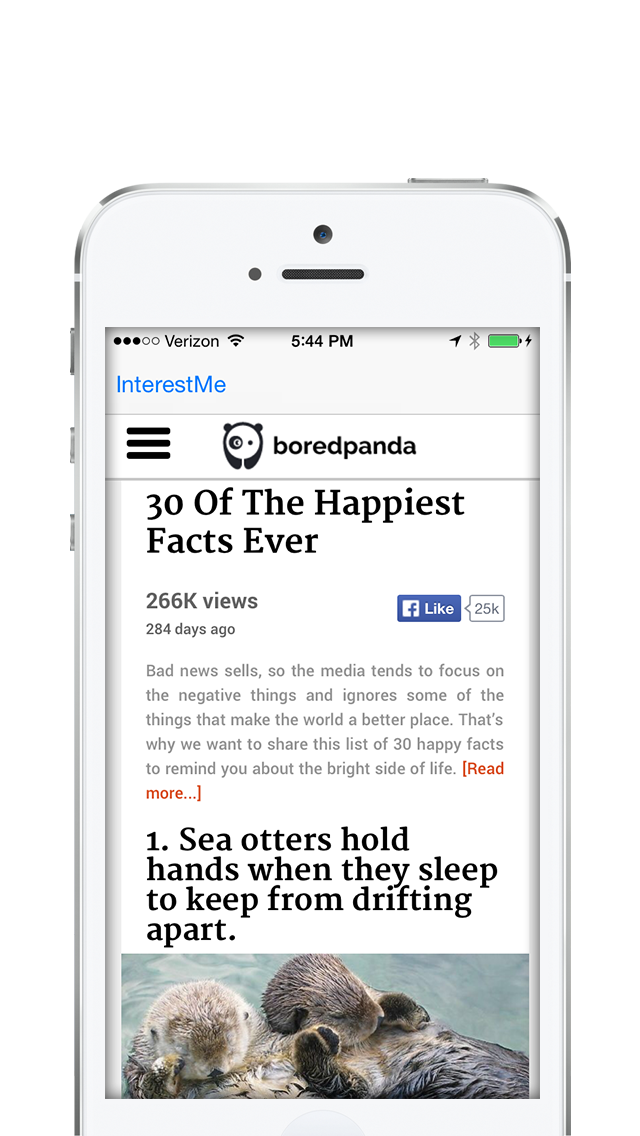 Verizon 5:44 PM
InterestMe
boredpanda
30 Of The Happiest
Facts Ever
266K views
Like 25k
284 days ago
Bad news sells, so the media tends to focus on
the negative things and ignores some of the
things that make the world a better place. That's
why we want to share this list of 30 happy facts
to remind you about the bright side of life. [Read
more...]
1. Sea otters hold
hands when they sleep
to keep from drifting
apart.